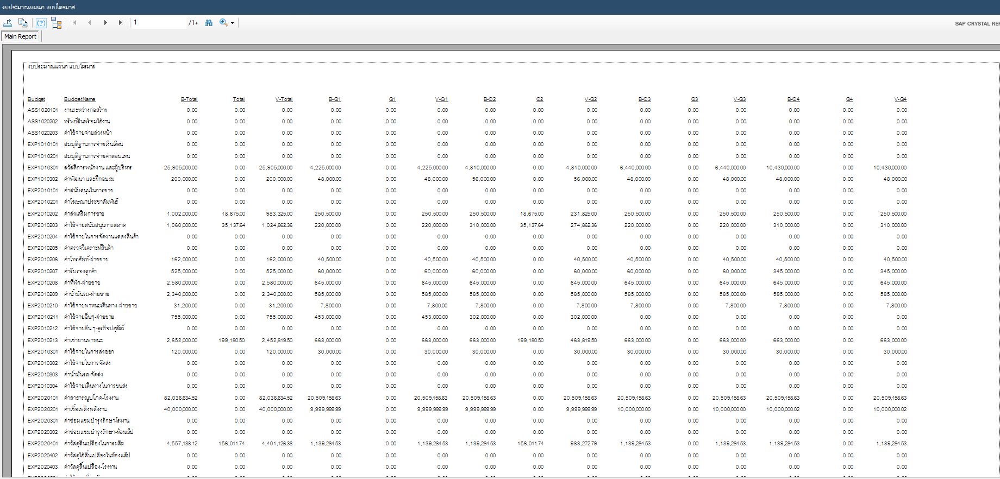 งบประมาณแผนก แบบไตรมาส
1 /1+
SAP CRYSTAL REP
Main Report
งบประมาณแผนก แบบไตรมาส
Budget BudgetName B-Total Total V-Total B-Q1 Q1 V-Q1 B-Q2 Q2 V-Q2 B-Q3 Q3 V-Q3 B-Q4 Q4 V-Q4
ASS1020101 งานระหว่างก่อสร้าง 0.00 0.00 0.00 0.00 0.00 0.00 0.00 0.00 0.00 0.00 0.00 0.00 0.00 0.00 0.00
ASS1020202 ทรัพย์สินพร้อมใช้งาน 0.00 0.00 0.00 0.00 0.00 0.00 0.00 0.00 0.00 0.00 0.00 0.00 0.00 0.00 0.00
ASS1020203 ค่าใช้จ่ายจ่ายล่วงหน้า 0.00 0.00 0.00 0.00 0.00 0.00 0.00 0.00 0.00 0.00 0.00 0.00 0.00 0.00 0.00
EXP1010101 สมมุติฐานการจ่ายเงินเดือน 0.00 0.00 0.00 0.00 0.00 0.00 0.00 0.00 0.00 0.00 0.00 0.00 0.00 0.00 0.00
EXP1010201 สมมุติฐานการจ่ายค่าตอบแทน 0.00 0.00 0.00 0.00 0.00 0.00 0.00 0.00 0.00 0.00 0.00 0.00 0.00 0.00 0.00
EXP1010301 สวัสดิการพนักงาน และผู้บริหาร 25,905,000.00 0.00 25,905,000.00 4,225,000.00 0.00 4,225,000.00 4,810,000.00 0.00 4,810,000.00 6,440,000.00 0.00 6,440,000.00 10,430,000.00 0.00 10,430,000.00
EXP1010302 ค่าพัฒนา และฝึกอบรม 200,000.00 0.00 200,000.00 48,000.00 0.00 48,000.00 56,000.00 0.00 56,000.00 48,000.00 0.00 48,000.00 48,000.00 0.00 48,000.00
EXP2010101 ค่าสนับสนุนในการขาย 0.00 0.00 0.00 0.00 0.00 0.00 0.00 0.00 0.00 0.00 0.00 0.00 0.00 0.00 0.00
EXP2010201 ค่าโฆษณาประชาสัมพันธ์ 0.00 0.00 0.00 0.00 0.00 0.00 0.00 0.00 0.00 0.00 0.00 0.00 0.00 0.00 0.00
EXP2010202 ค่าส่งเสริมการขาย 1,002,000.00 18,675.00 983,325.00 250,500.00 0.00 250,500.00 250,500.00 18,675.00 231,825.00 250,500.00 0.00 250,500.00 250,500.00 0.00 250,500.00
EXP2010203 ค่าใช้จ่ายสนับสนุนการตลาด 1,060,000.00 35,137.64 1,024,862.36 220,000.00 0.00 220,000.00 310,000.00 35,137.64 274,862.36 220,000.00 0.00 220,000.00 310,000.00 0.00 310,000.00
EXP2010204 ค่าใช้จ่ายในการจัดงานแสดงสินค้า 0.00 0.00 0.00 0.00 0.00 0.00 0.00 0.00 0.00 0.00 0.00 0.00 0.00 0.00 0.00
EXP2010205 ค่าตรวจวิเคราะห์สินค้า 0.00 0.00 0.00 0.00 0.00 0.00 0.00 0.00 0.00 0.00 0.00 0.00 0.00 0.00 0.00
EXP2010206 ค่าโทรศัพท์-ฝ่ายขาย 162,000.00 0.00 162,000.00 40,500.00 0.00 40,500.00 40,500.00 0.00 40,500.00 40,500.00 0.00 40,500.00 40,500.00 0.00 40,500.00
EXP2010207 ค่ารับรองลูกค้า 525,000.00 0.00 525,000.00 60,000.00 0.00 60,000.00 60,000.00 0.00 60,000.00 60,000.00 0.00 60,000.00 345,000.00 0.00 345,000.00
EXP2010208 ค่าที่พัก-ฝ่ายขาย 2,580,000.00 0.00 2,580,000.00 645,000.00 0.00 645,000.00 645,000.00 0.00 645,000.00 645,000.00 0.00 645,000.00 645,000.00 0.00 645,000.00
EXP2010209 ค่าน้ำมันรถ-ฝ่ายขาย 2,340,000.00 0.00 2,340,000.00 585,000.00 0.00 585,000.00 585,000.00 0.00 585,000.00 585,000.00 0.00 585,000.00 585,000.00 0.00 585,000.00
EXP2010210 ค่าใช้จ่ายพาหนะเดินทาง-ฝ่ายขาย 31,200.00 0.00 31,200.00 7,800.00 0.00 7,800.00 7,800.00 0.00 7,800.00 7,800.00 0.00 7,800.00 7,800.00 0.00 7,800.00
EXP2010211 ค่าใช้จ่ายอื่นๆ-ฝ่ายขาย 755,000.00 0.00 755,000.00 453,000.00 0.00 453,000.00 302,000.00 0.00 302,000.00 0.00 0.00 0.00 0.00 0.00 0.00
EXP2010212 ค่าใช้จ่ายอื่น ๆ-ธุรกิจปศุสัตว์ 0.00 0.00 0.00 0.00 0.00 0.00 0.00 0.00 0.00 0.00 0.00 0.00 0.00 0.00 0.00
EXP2010213 ค่าเช่ายานพาหนะ 2,652,000.00 199,180.50 2,452,819.50 663,000.00 0.00 663,000.00 663,000.00 199,180.50 463,819.50 663,000.00 0.00 663,000.00 663,000.00 0.00 663,000.00
EXP2010301 ค่าใช้จ่ายในการส่งออก 120,000.00 0.00 120,000.00 30,000.00 0.00 30,000.00 30,000.00 0.00 30,000.00 30,000.00 0.00 30,000.00 30,000.00 0.00 30,000.00
EXP2010302 ค่าใช้จ่ายในการจัดส่ง 0.00 0.00 0.00 0.00 0.00 0.00 0.00 0.00 0.00 0.00 0.00 0.00 0.00 0.00 0.00
EXP2010303 ค่าน้ำมันรถ-จัดส่ง 0.00 0.00 0.00 0.00 0.00 0.00 0.00 0.00 0.00 0.00 0.00 0.00 0.00 0.00 0.00
EXP2010304 ค่าใช้จ่ายเดินทางในการขนส่ง 0.00 0.00 0.00 0.00 0.00 0.00 0.00 0.00 0.00 0.00 0.00 0.00 0.00 0.00 0.00
EXP2020101 ค่าสาธารณูปโภค-โรงงาน 82,036,634.52 0.00 82,036,634.52 20,509,158.63 0.00 20,509,158.63 20,509,158.63 0.00 20,509,158.63 20,509,158.63 0.00 20,509,158.63 20,509,158.63 0.00 20,509,158.63
EXP2020201 ค่าเชื้อเพลิงพลังงาน 40,000,000.00 0.00 40,000,000.00 9,999,999.99 0.00 9,999,999.99 9,999,999.99 0.00 9,999,999.99 10,000,000.00 0.00 10,000,000.00 10,000,000.02 0.00 10,000,000.02
EXP2020301 ค่าซ่อมแซมบำรุงรักษา-โรงงาน 0.00 0.00 0.00 0.00 0.00 0.00 0.00 0.00 0.00 0.00 0.00 0.00 0.00 0.00 0.00
EXP2020302 ค่าซ่อมแซมบำรุงรักษา-ห้องแล็ป 0.00 0.00 0.00 0.00 0.00 0.00 0.00 0.00 0.00 0.00 0.00 0.00 0.00 0.00 0.00
EXP2020401 ค่าวัสดุสิ้นเปลืองในการผลิต 4,557,138.12 156,011.74 4,401,126.38 1,139,284.53 0.00 1,139,284.53 1,139,284.53 156,011.74 983,272.79 1,139,284.53 0.00 1,139,284.53 1,139,284.53 0.00 1,139,284.53
EXP2020402 ค่าวัสดุใช้สิ้นเปลืองในห้องแล็ป 0.00 0.00 0.00 0.00 0.00 0.00 0.00 0.00 0.00 0.00 0.00 0.00 0.00 0.00 0.00
EXP2020403 ค่าวัสดุสิ้นเปลือง-โรงงาน 0.00 0.00 0.00 0.00 0.00 0.00 0.00 0.00 0.00 0.00 0.00 0.00 0.00 0.00 0.00